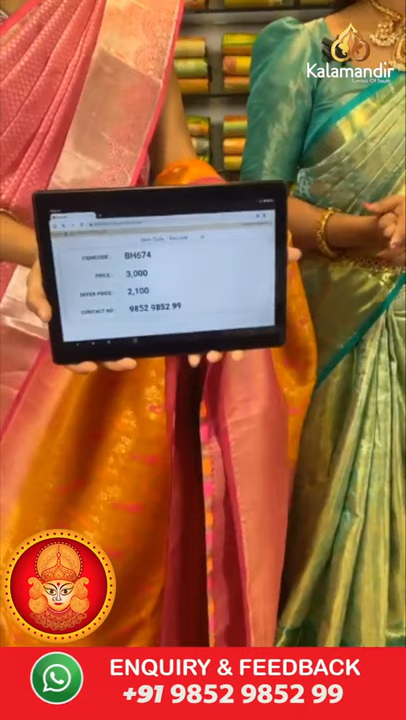 Kalamandir
ITEMCODE : BH674
PRICE : 3,000
OFFER PRICE : 2,100
CONTACT NO : 9852 9852 99
ENQUIRY & FEEDBACK
+91 9852 9852 99